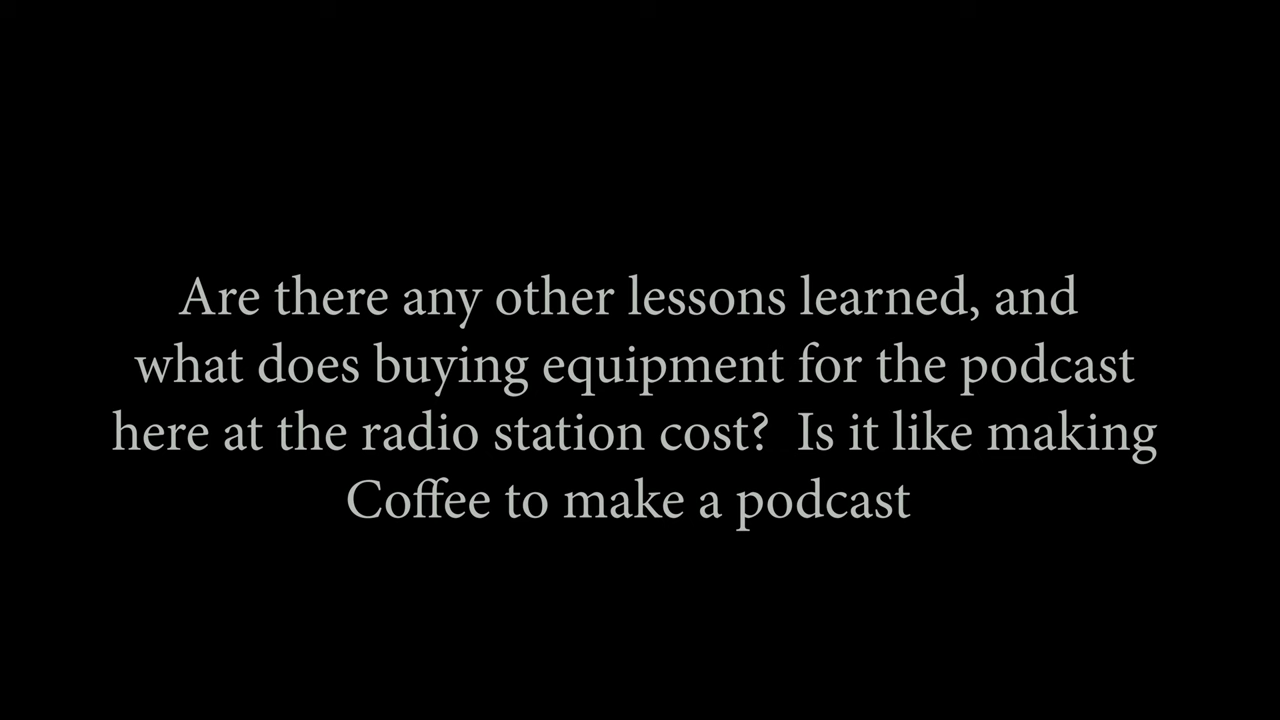 Are there any other lessons learned, and
what does buying equipment for the podcast
here at the radio station cost?  Is it like making
Coffee to make a podcast